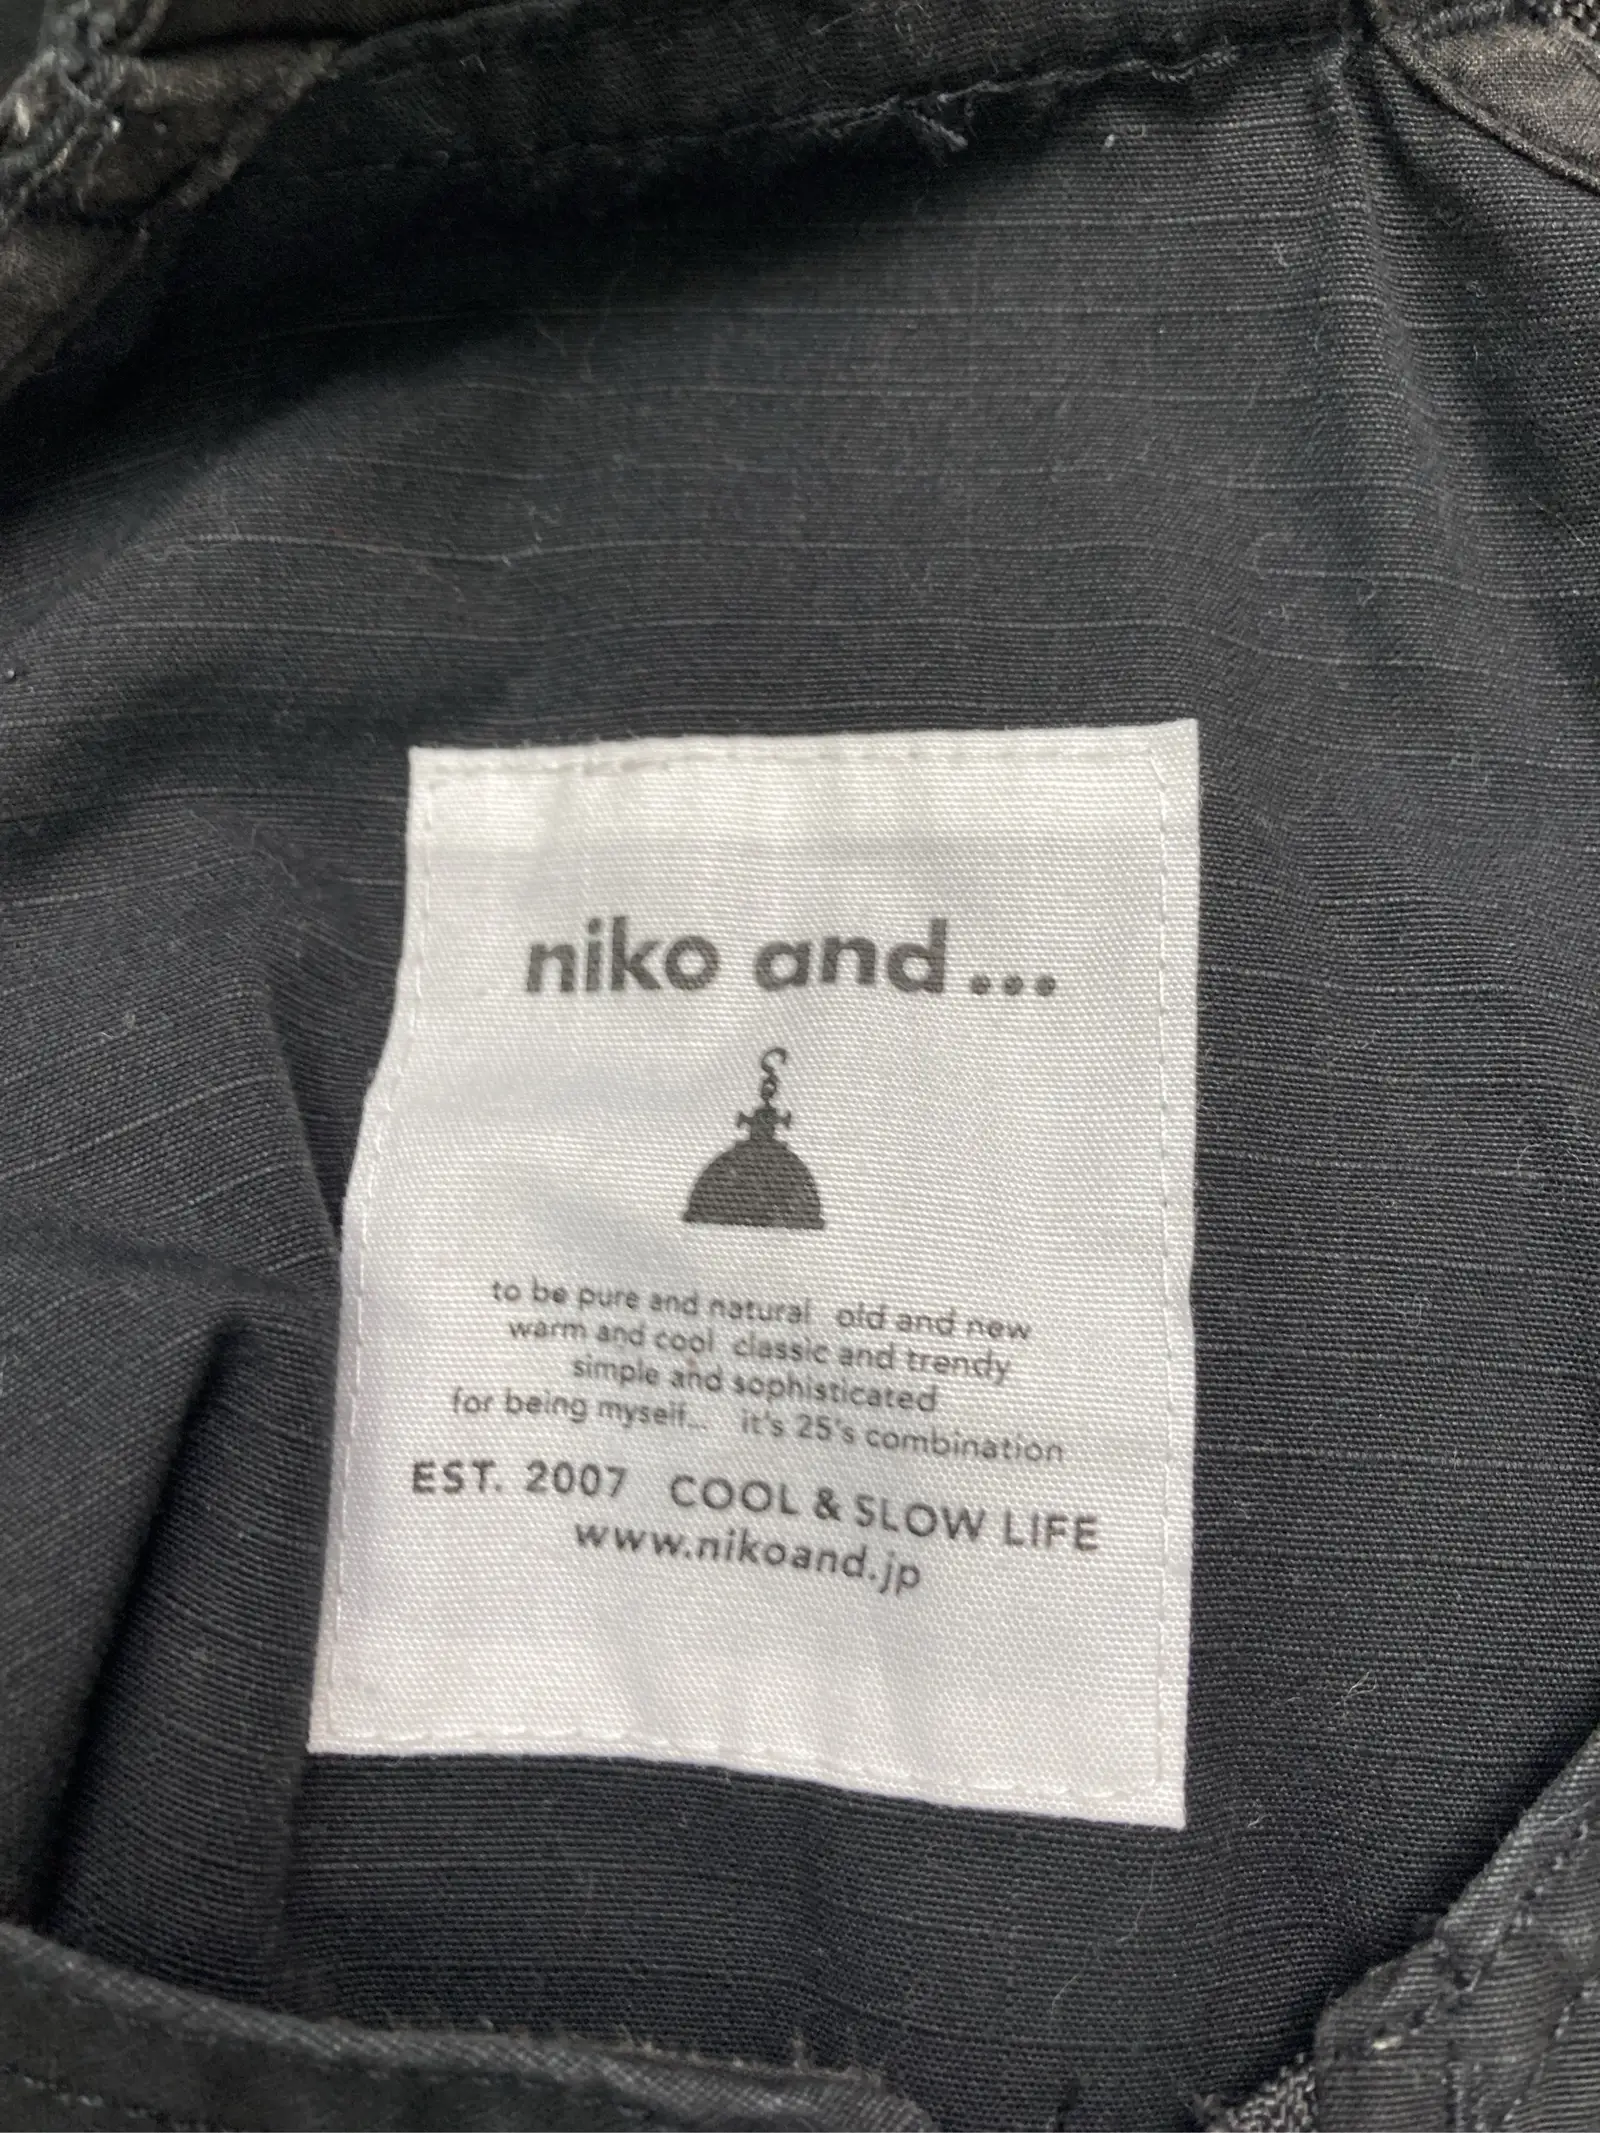 niko and...
to be pure and natural old and new
warm and cool classic and trendy
simple and sophisticated
for being myself... it's 25's combination
EST. 2007 COOL & SLOW LIFE
www.nikoand.jp